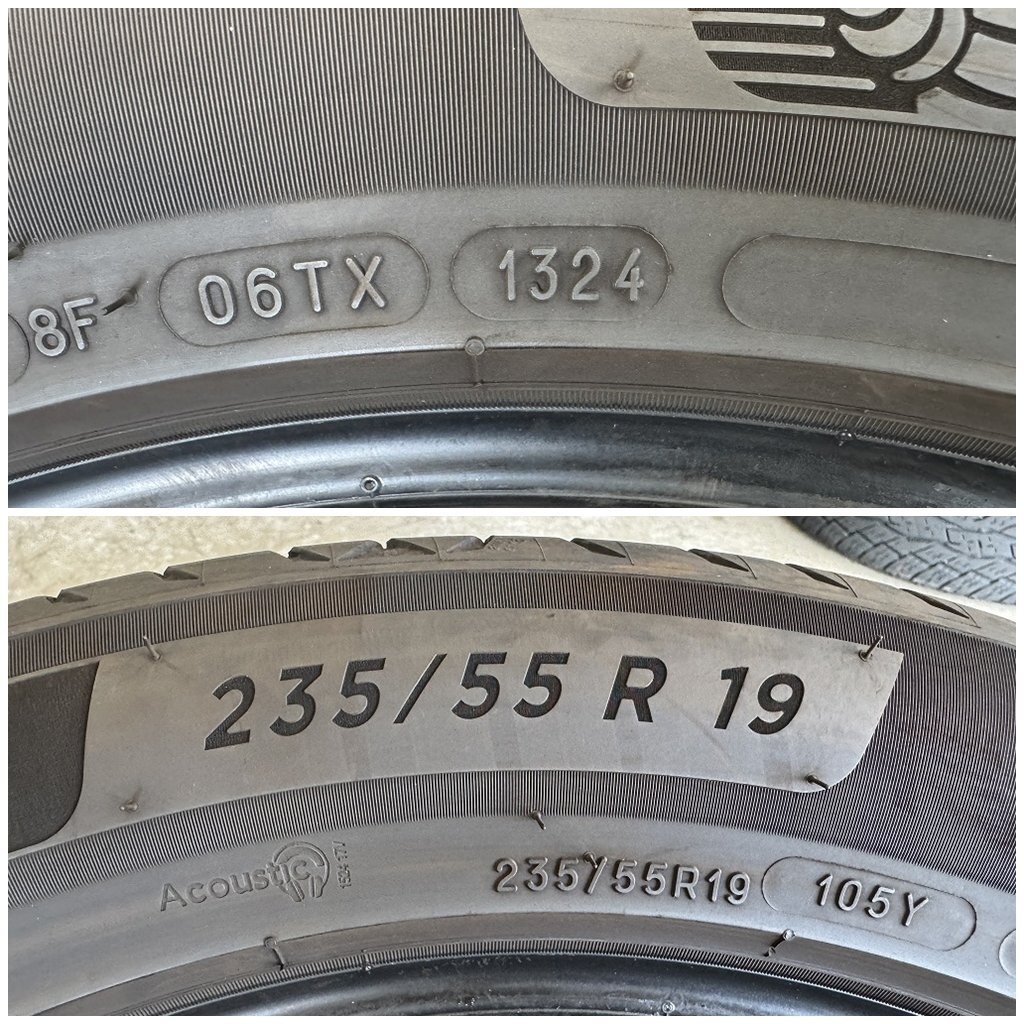 8F 06TX 1324
235/55 R 19
Acoustic
235/55R19 105Y